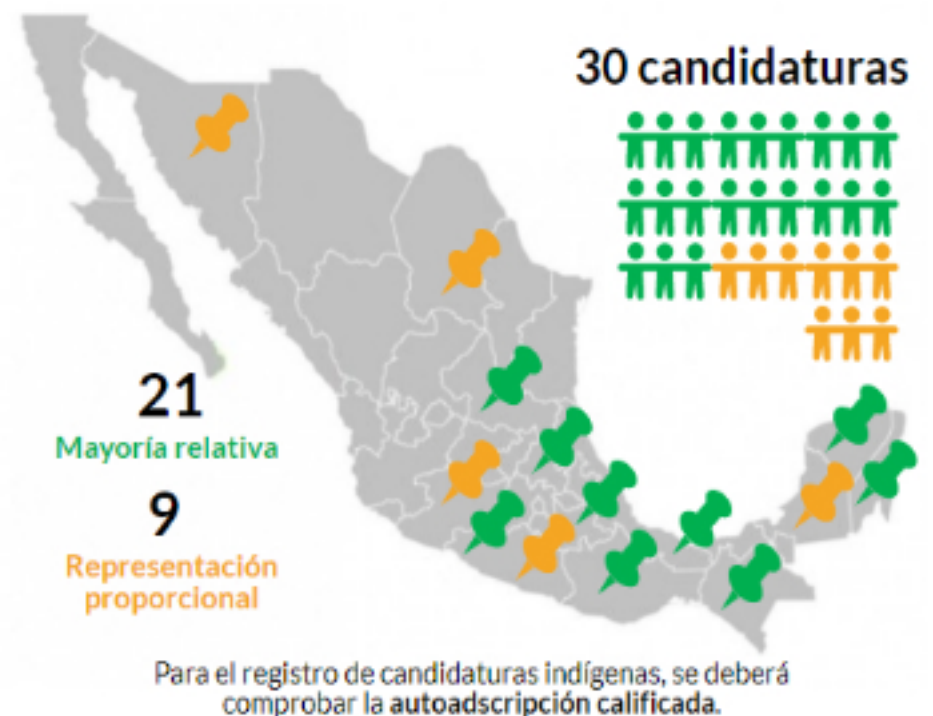 30 candidaturas
21
Mayoría relativa
9
Representación
proporcional
Para el registro de candidaturas indígenas, se deberá
comprobar la autoadscripción calificada.